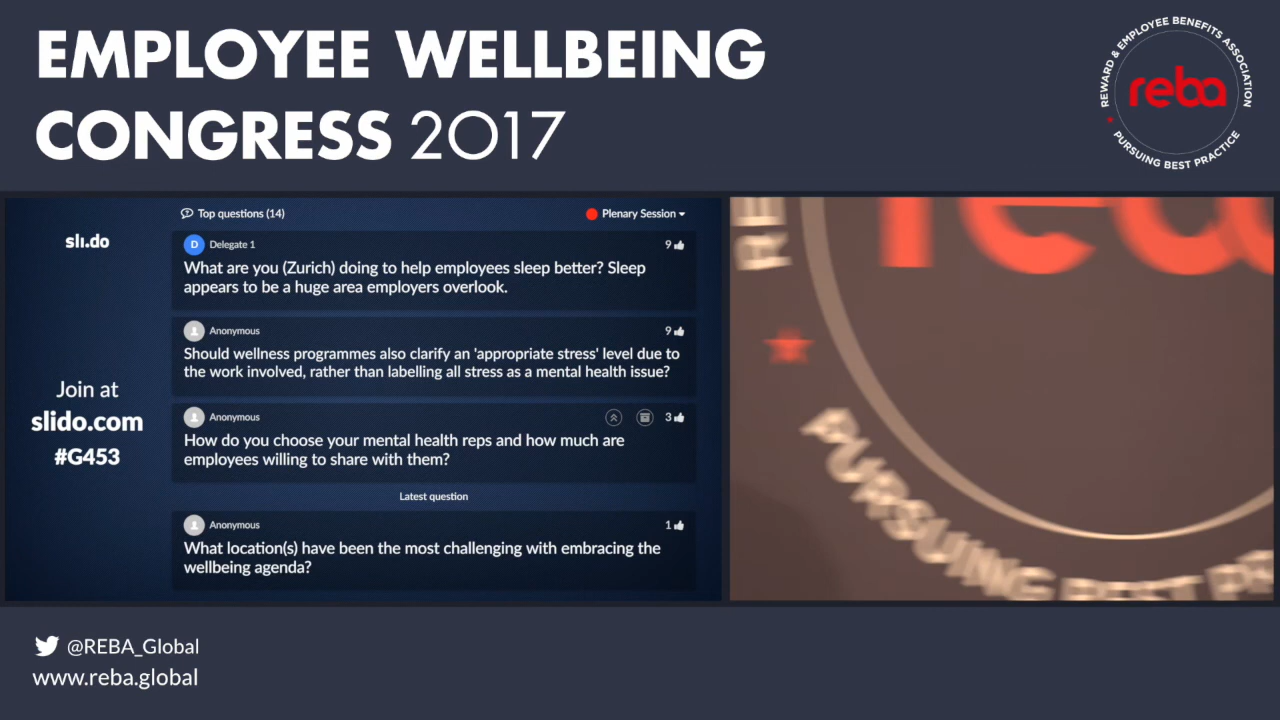 EMPLOYEE WELLBEING
CONGRESS 2017
REWARD & EMPLOYEE BENEFITS ASSOCIATION
reba
PURSUING BEST PRACTICE
sli.do
Top questions (14)
Plenary Session
D
Delegate 1
9
What are you (Zurich) doing to help employees sleep better? Sleep
appears to be a huge area employers overlook.
Anonymous
9
Should wellness programmes also clarify an 'appropriate stress' level due to
the work involved, rather than labelling all stress as a mental health issue?
Join at
slido.com
#G453
Anonymous
3
How do you choose your mental health reps and how much are
employees willing to share with them?
Latest question
Anonymous
1
What location(s) have been the most challenging with embracing the
wellbeing agenda?
PURSUING BEST PR
@REBA_Global
www.reba.global